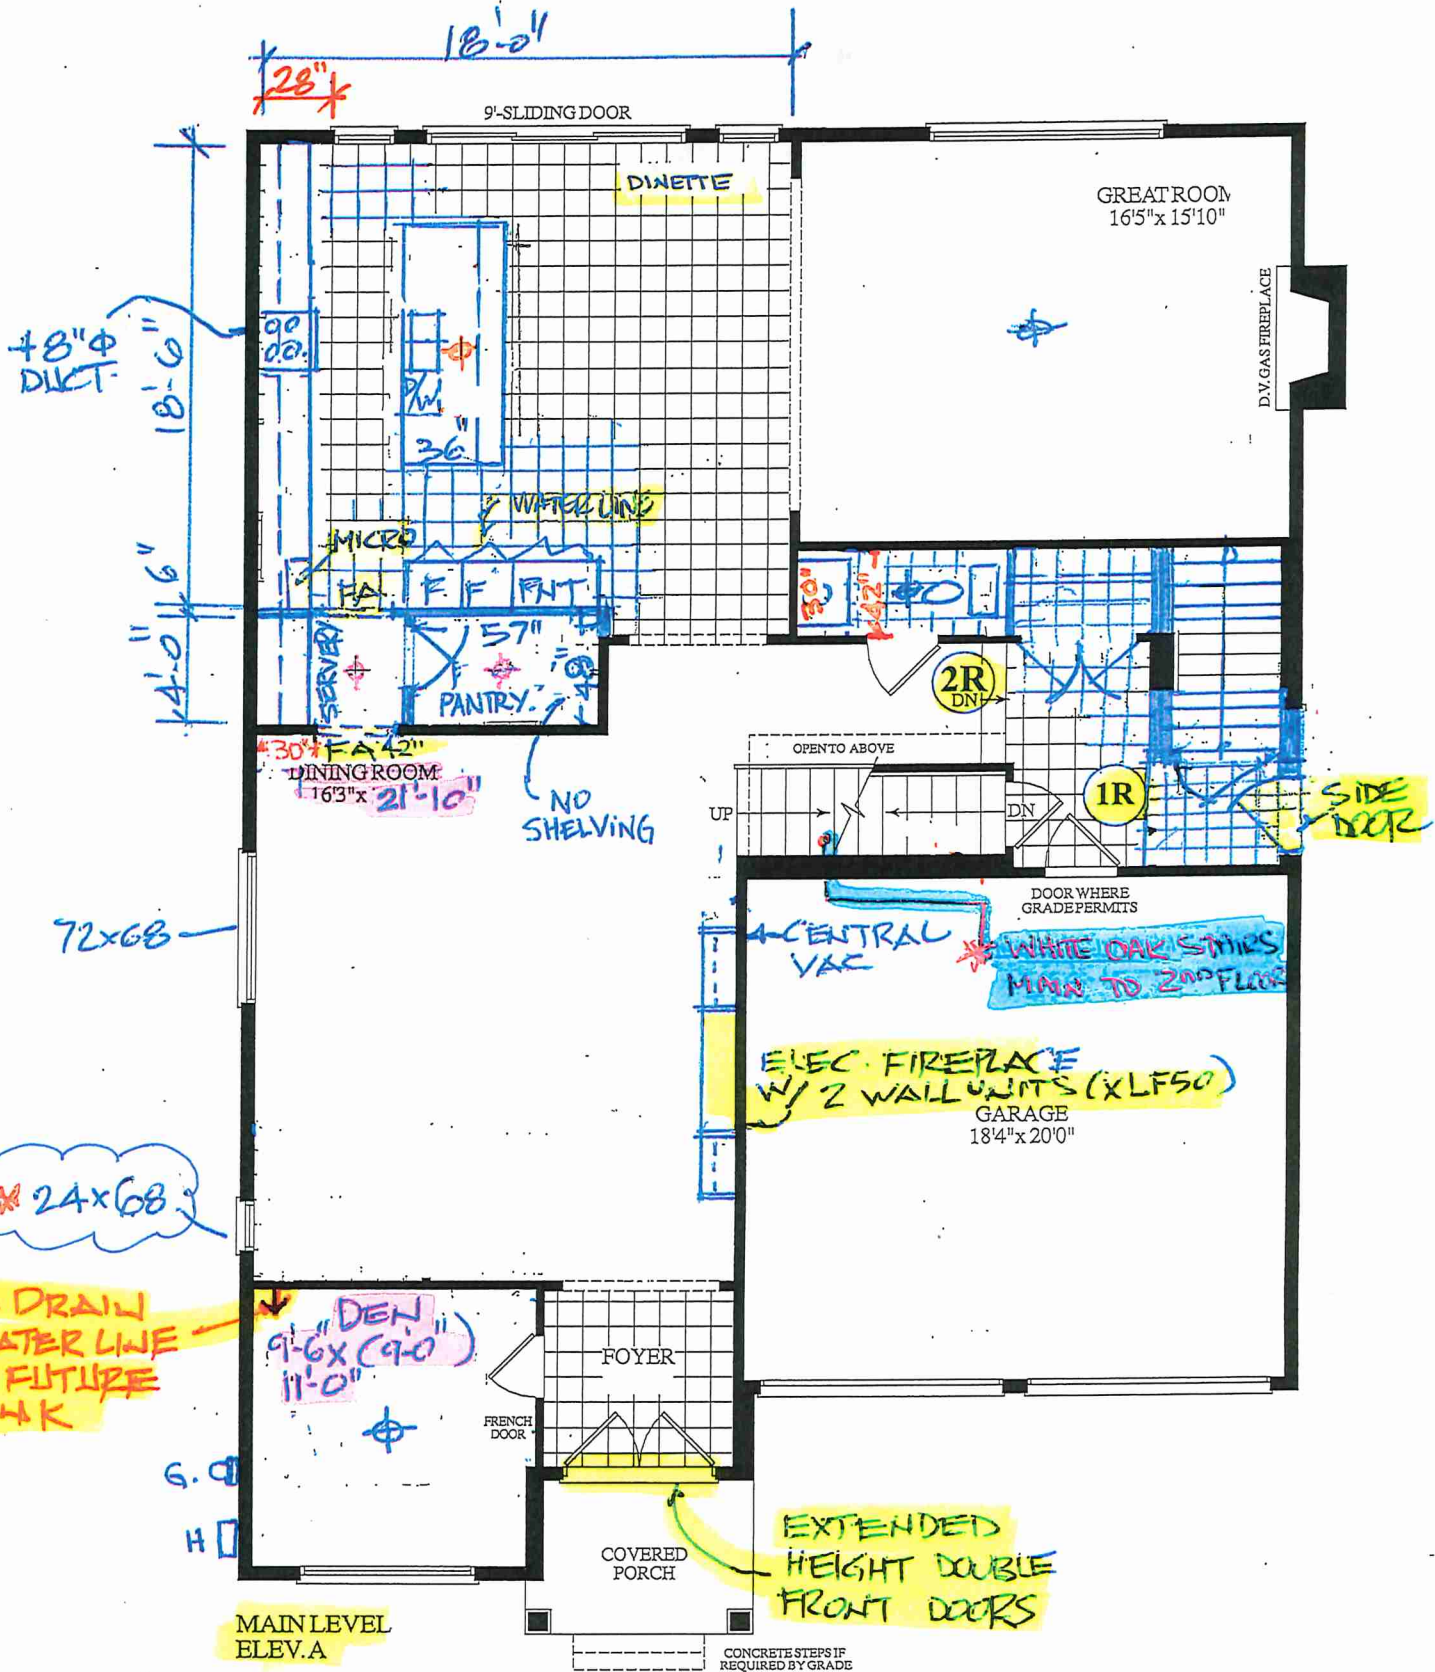 18'-0"
28"
9'-SLIDING DOOR
DINETTE
GREAT ROOM
16'5"x 15'10"
D.V. GAS FIREPLACE
8"Φ
DUCT
18'-6"
D/W.
36"
WATERLINE
MICRO
FA
F F PNT
6"
4'-0"
SERVERY
57"
48"
PANTRY
30"
42"
2R
DN
30" FA 42"
DINING ROOM
16'3"x 21'-10"
NO
SHELVING
OPEN TO ABOVE
UP
DN
1R
SIDE
DOOR
DOOR WHERE
GRADE PERMITS
72x68
CENTRAL
VAC
WHITE OAK STAIRS
MAIN TO 2ND FLOOR
ELEC. FIREPLACE
W/ 2 WALL UNITS (XLF50)
GARAGE
18'4"x 20'0"
24x68
DRAIN
WATER LINE
FUTURE
DEN
9'-6"x (9'-0")
11'-0"
FOYER
FRENCH
DOOR
G.
H
COVERED
PORCH
EXTENDED
HEIGHT DOUBLE
FRONT DOORS
MAIN LEVEL
ELEV. A
CONCRETE STEPS IF
REQUIRED BY GRADE